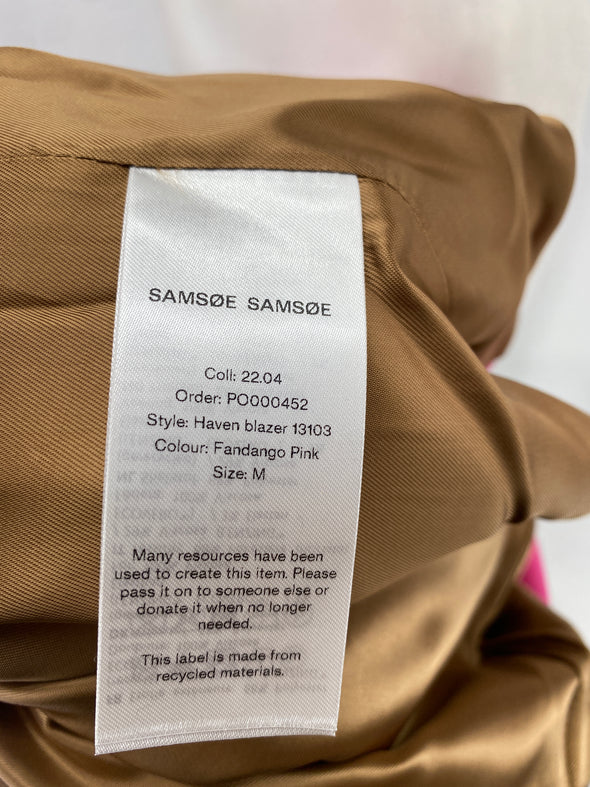 SAMSØE SAMSØE
Coll: 22.04
Order: PO000452
Style: Haven blazer 13103
Colour: Fandango Pink
Size: M
Many resources have been
used to create this item. Please
pass it on to someone else or
donate it when no longer
needed.
This label is made from
recycled materials.